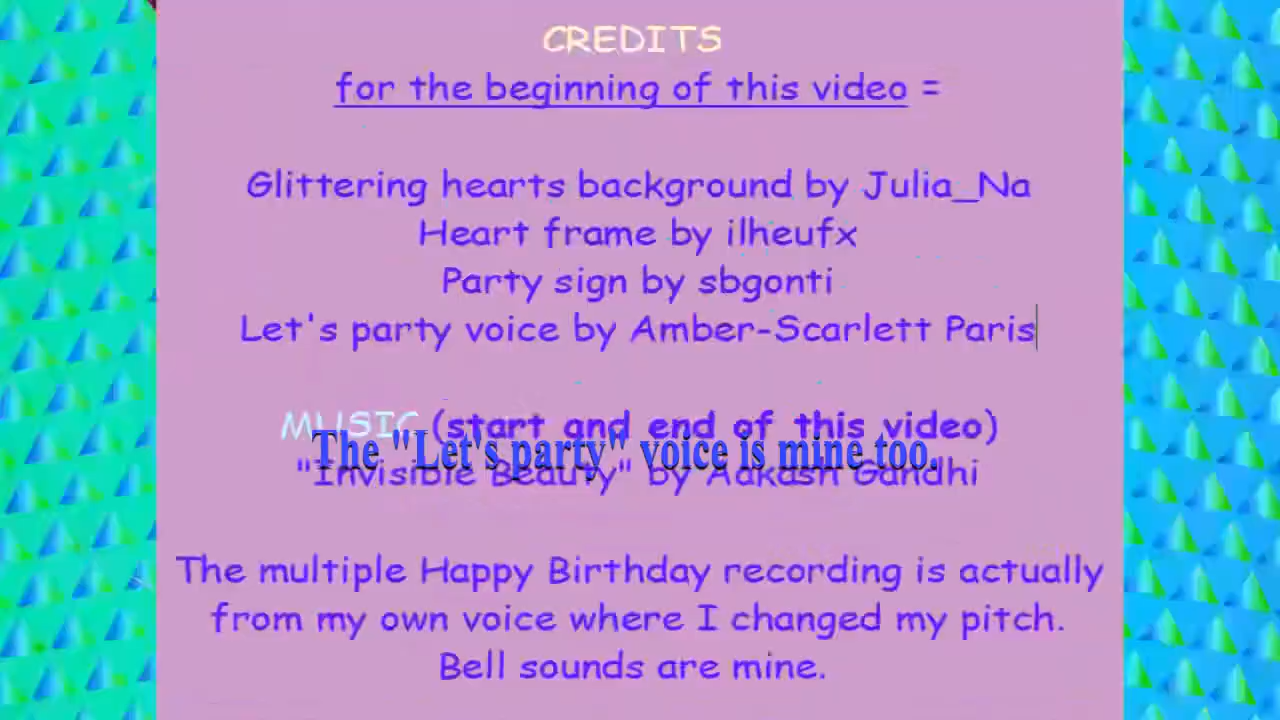 CREDITS
for the beginning of this video =
Glittering hearts background by Julia_Na
Heart frame by ilheufx
Party sign by sbgonti
Let's party voice by Amber-Scarlett Paris
MUSIC (start and end of this video)
The "Let's party" voice is mine too.
"Invisible Beauty" by Aakash Gandhi
The multiple Happy Birthday recording is actually
from my own voice where I changed my pitch.
Bell sounds are mine.